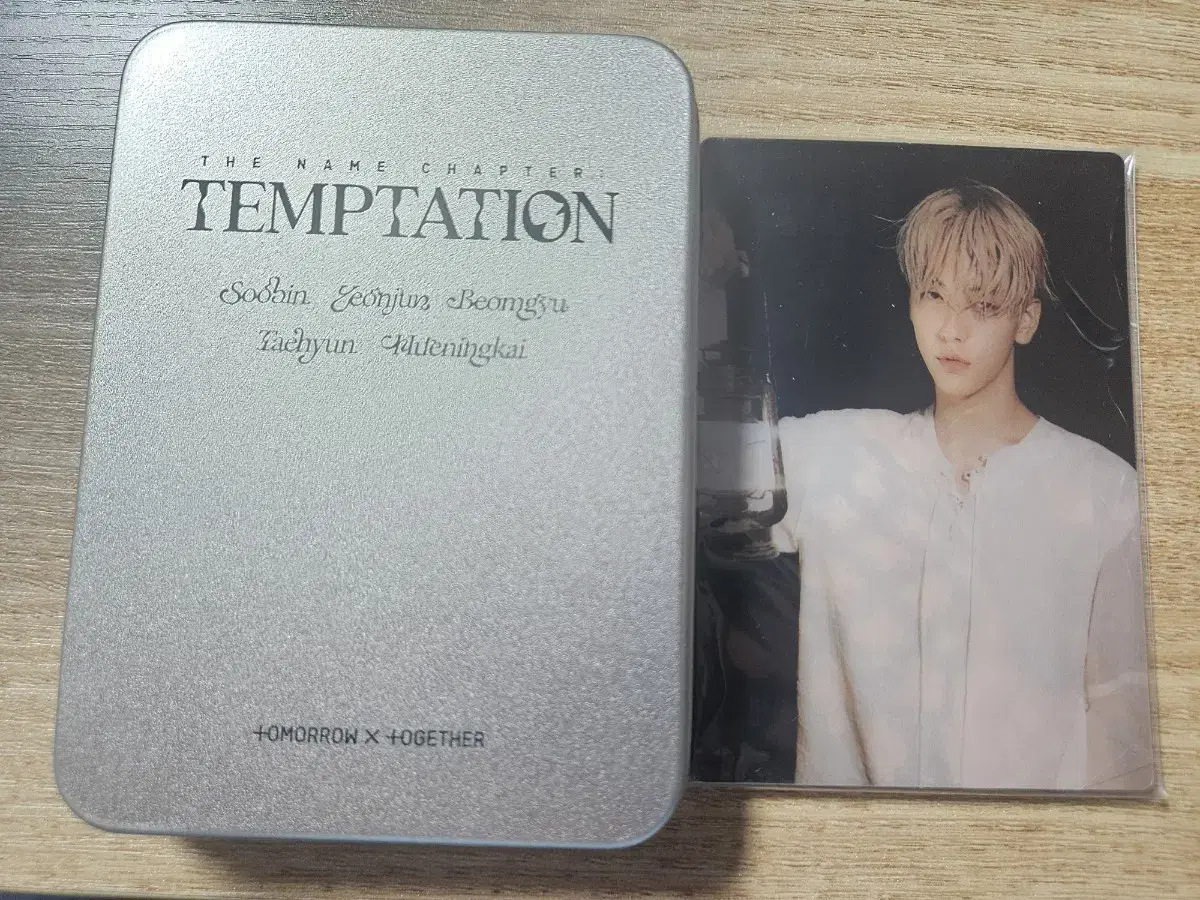 THE NAME CHAPTER:
TEMPTATION
Soobin Yeonjun Beomgyu
Taehyun Hueningkai
TOMORROW X TOGETHER